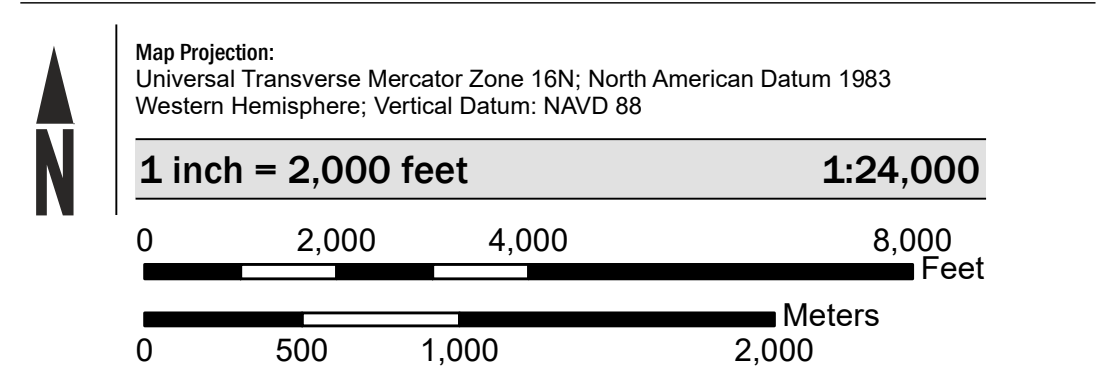 Map Projection:
Universal Transverse Mercator Zone 16N; North American Datum 1983
Western Hemisphere; Vertical Datum: NAVD 88
N
1 inch = 2,000 feet 1:24,000
0 2,000 4,000 8,000
Feet
Meters
0 500 1,000 2,000